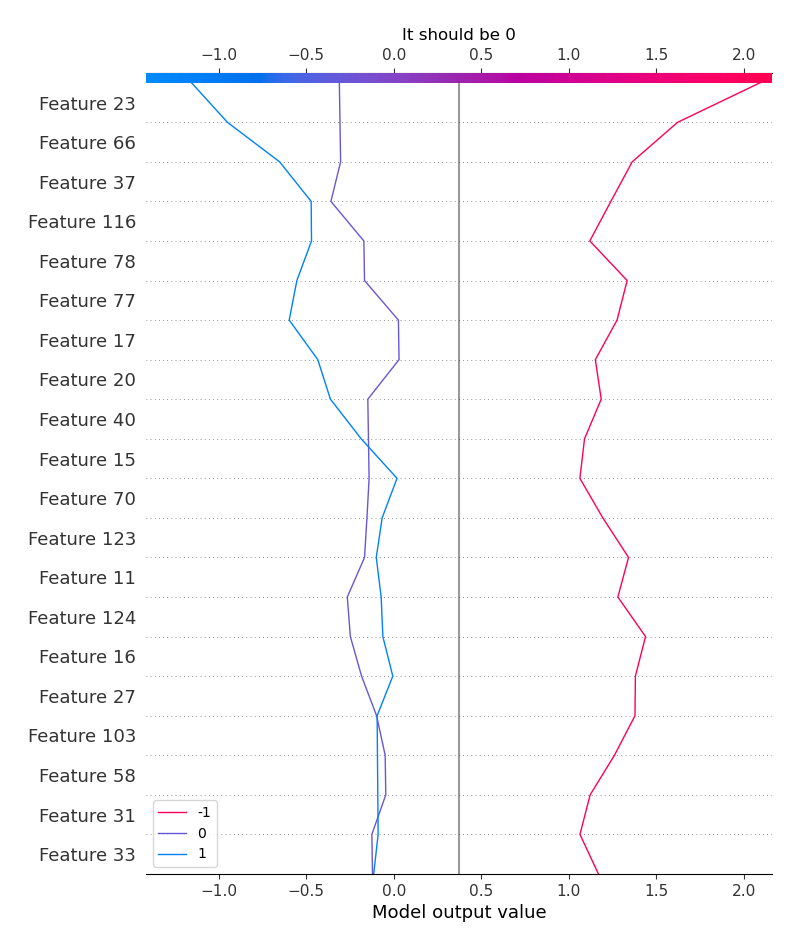 It should be 0
−1.0 −0.5 0.0 0.5 1.0 1.5 2.0
Feature 23
Feature 66
Feature 37
Feature 116
Feature 78
Feature 77
Feature 17
Feature 20
Feature 40
Feature 15
Feature 70
Feature 123
Feature 11
Feature 124
Feature 16
Feature 27
Feature 103
Feature 58
Feature 31
Feature 33
-1
0
1
−1.0 −0.5 0.0 0.5 1.0 1.5 2.0
Model output value